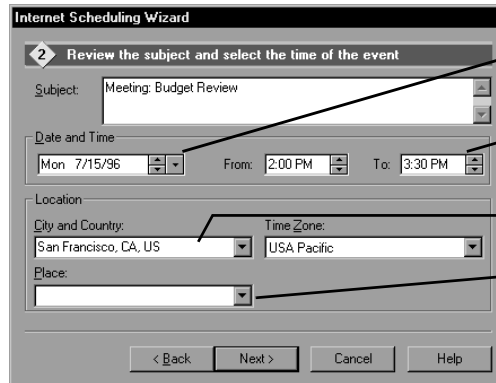 Internet Scheduling Wizard
2 Review the subject and select the time of the event
Subject: Meeting: Budget Review
Date and Time
Mon 7/15/96 From: 2:00 PM To: 3:30 PM
Location
City and Country: Time Zone:
San Francisco, CA, US USA Pacific
Place:
< Back Next > Cancel Help